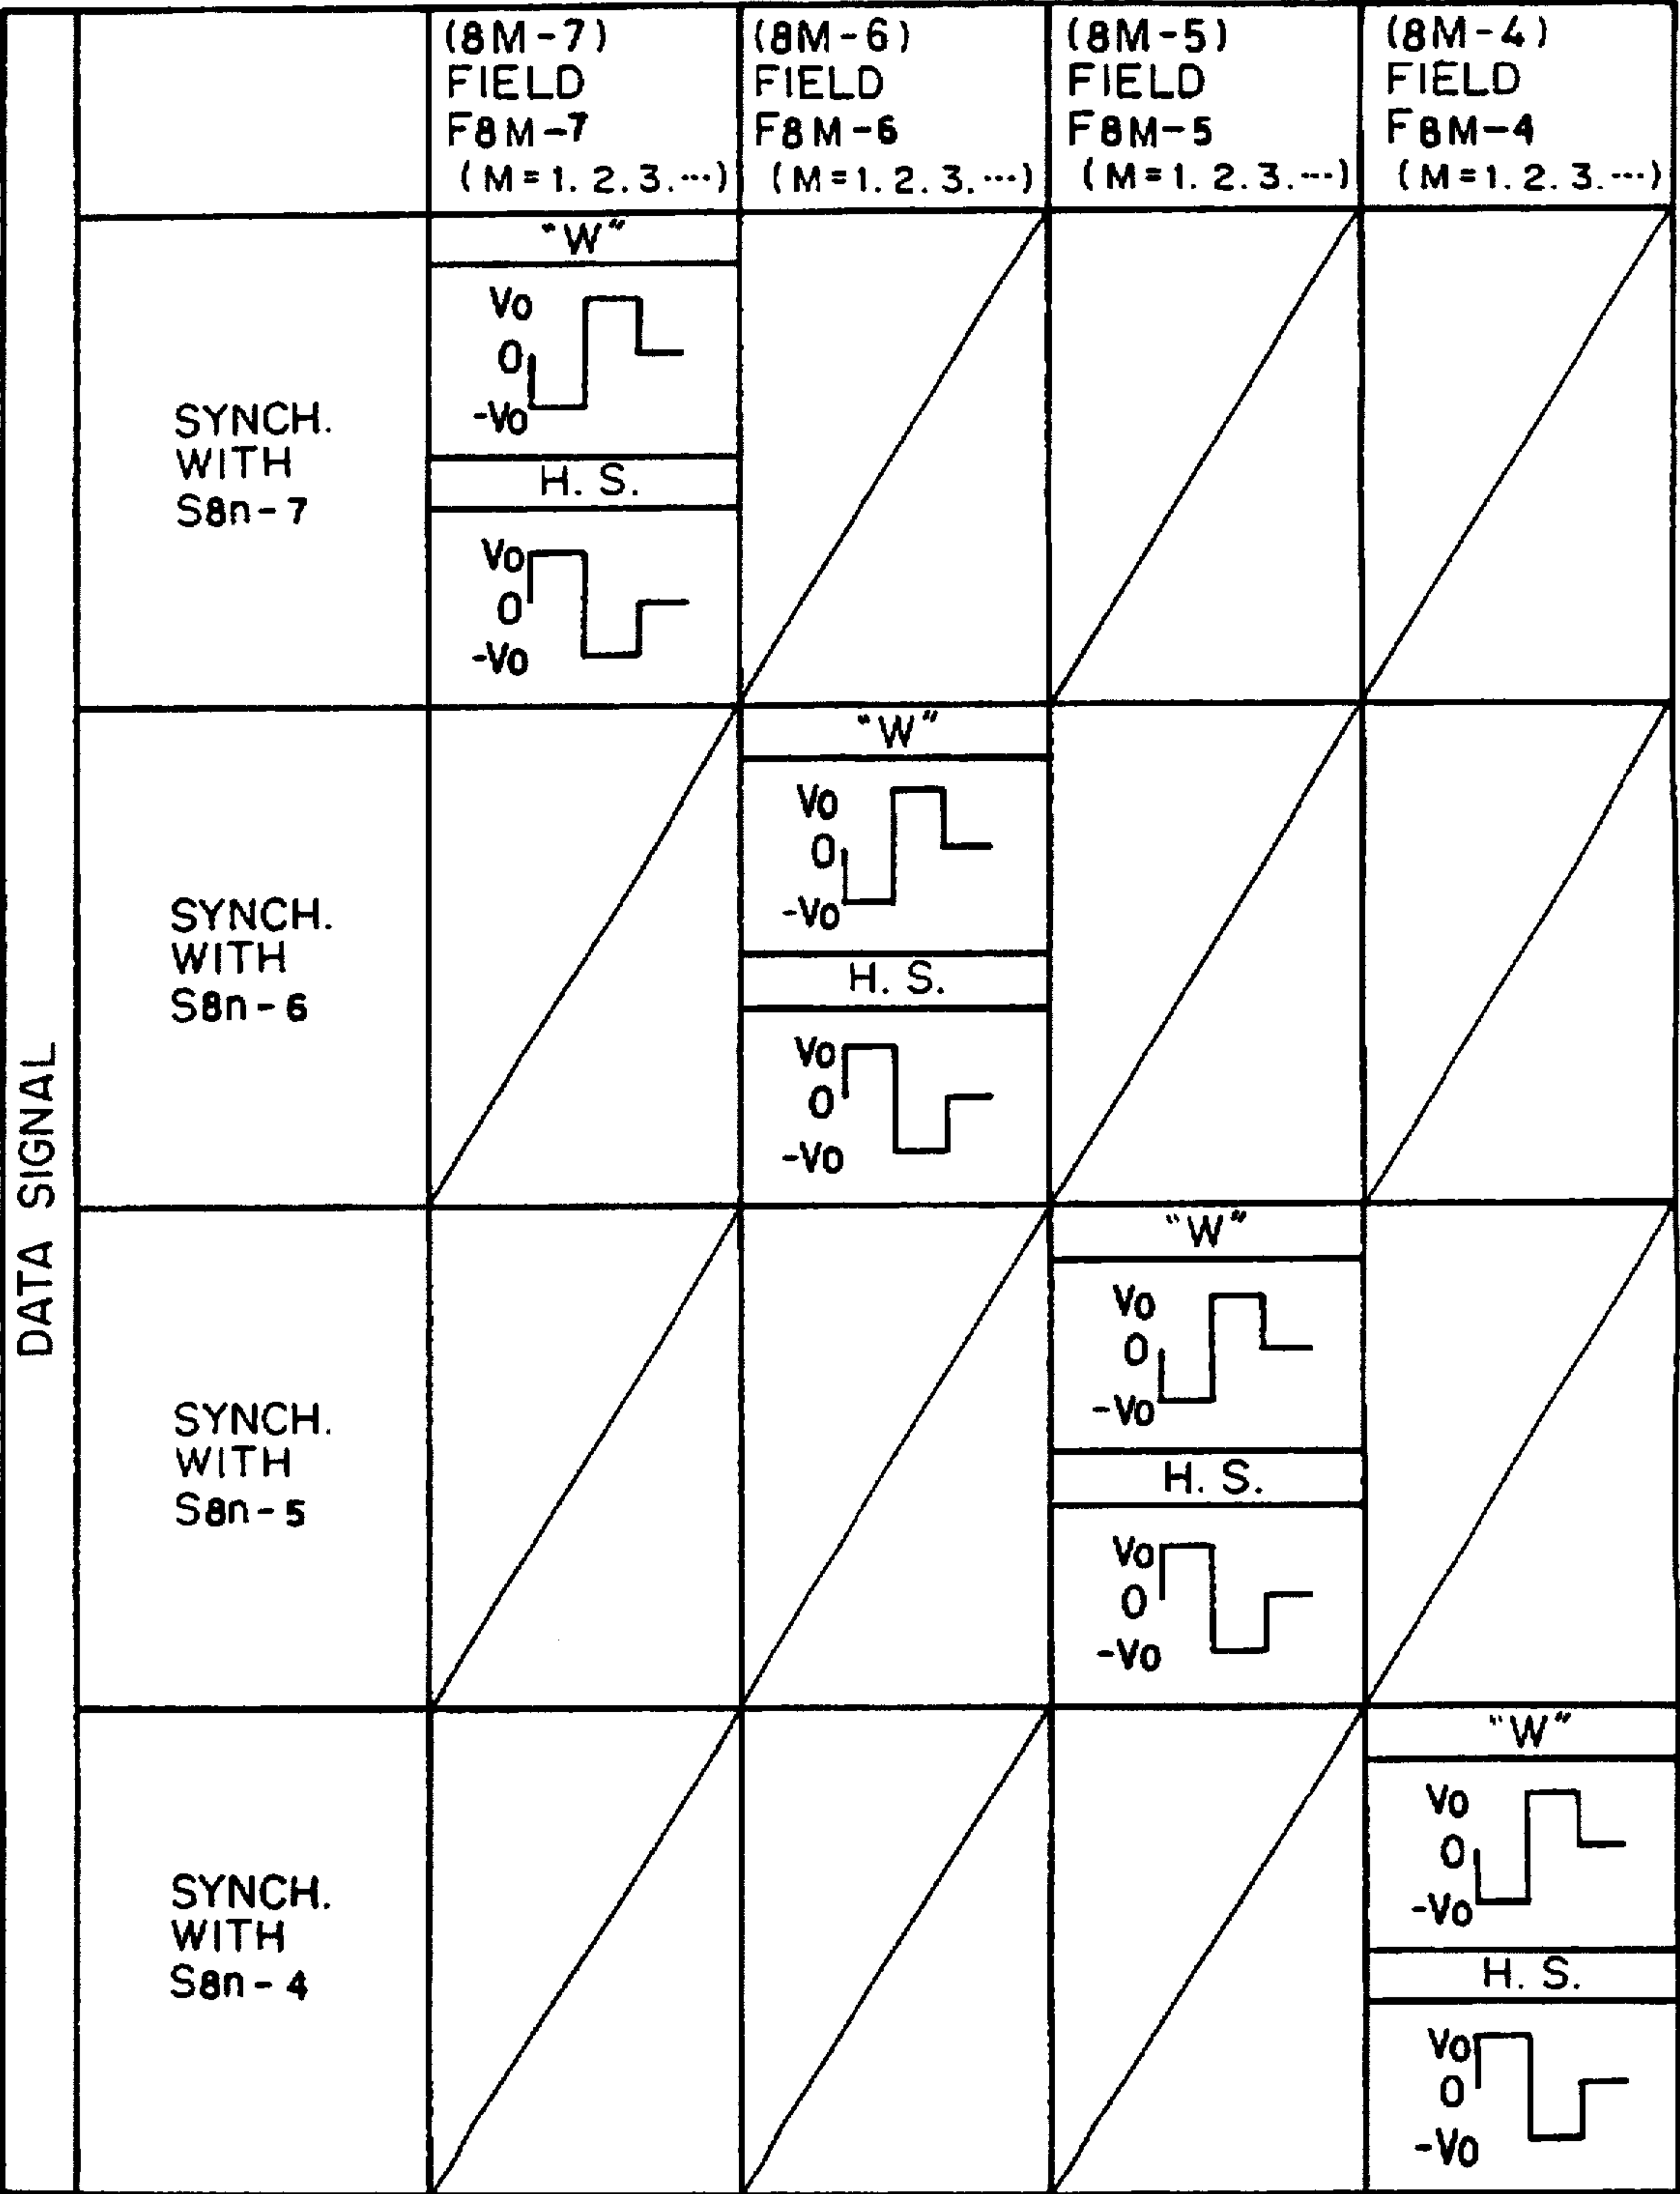 (8M-7)
FIELD
F8M-7
(M=1.2.3.…)
(8M-6)
FIELD
F8M-6
(M=1.2.3.…)
(8M-5)
FIELD
F8M-5
(M=1.2.3.…)
(8M-4)
FIELD
F8M-4
(M=1.2.3.…)
DATA SIGNAL
SYNCH.
WITH
S8n-7
"W"
Vo
0
-Vo
H. S.
Vo
0
-Vo
SYNCH.
WITH
S8n-6
"W"
Vo
0
-Vo
H. S.
Vo
0
-Vo
SYNCH.
WITH
S8n-5
"W"
Vo
0
-Vo
H. S.
Vo
0
-Vo
SYNCH.
WITH
S8n-4
"W"
Vo
0
-Vo
H. S.
Vo
0
-Vo